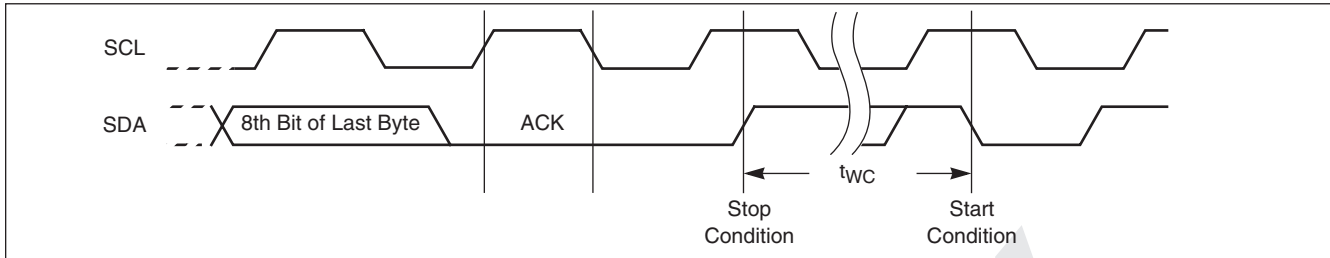 SCL
SDA
8th Bit of Last Byte
ACK
tWC
Stop
Condition
Start
Condition